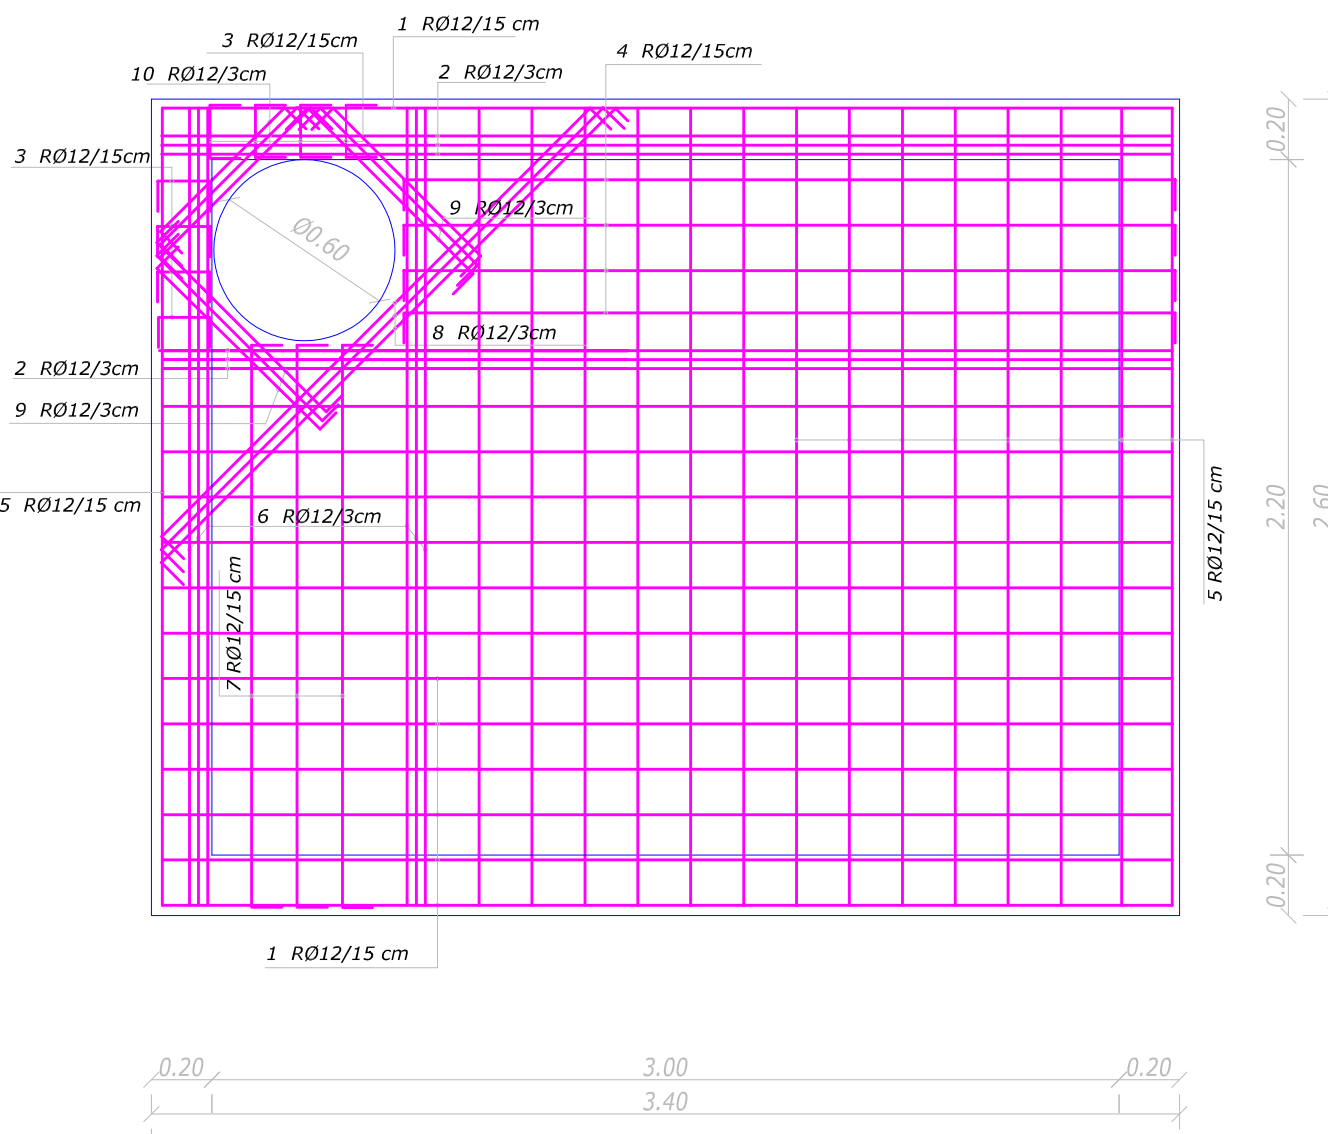 1 RØ12/15 cm
3 RØ12/15cm
4 RØ12/15cm
10 RØ12/3cm
2 RØ12/3cm
0.20
3 RØ12/15cm
9 RØ12/3cm
Ø0.60
8 RØ12/3cm
2 RØ12/3cm
9 RØ12/3cm
5 RØ12/15 cm
6 RØ12/3cm
5 RØ12/15 cm
2.20
7 RØ12/15 cm
0.20
1 RØ12/15 cm
0.20
3.00
0.20
3.40